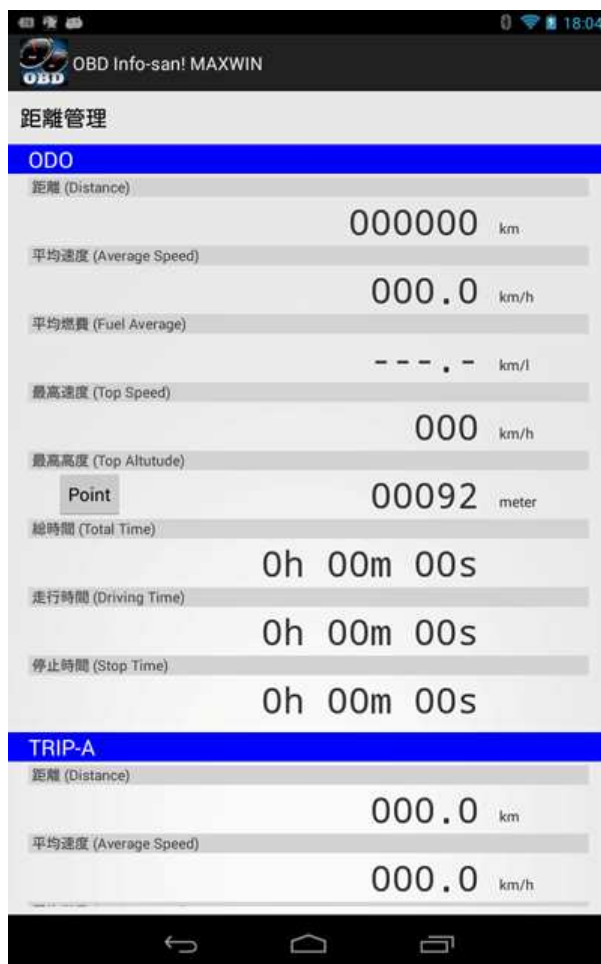 18:04
OBD
OBD Info-san! MAXWIN
距離管理
ODO
距離 (Distance)
000000 km
平均速度 (Average Speed)
000.0 km/h
平均燃費 (Fuel Average)
---.- km/l
最高速度 (Top Speed)
000 km/h
最高高度 (Top Altutude)
Point 00092 meter
総時間 (Total Time)
0h 00m 00s
走行時間 (Driving Time)
0h 00m 00s
停止時間 (Stop Time)
0h 00m 00s
TRIP-A
距離 (Distance)
000.0 km
平均速度 (Average Speed)
000.0 km/h